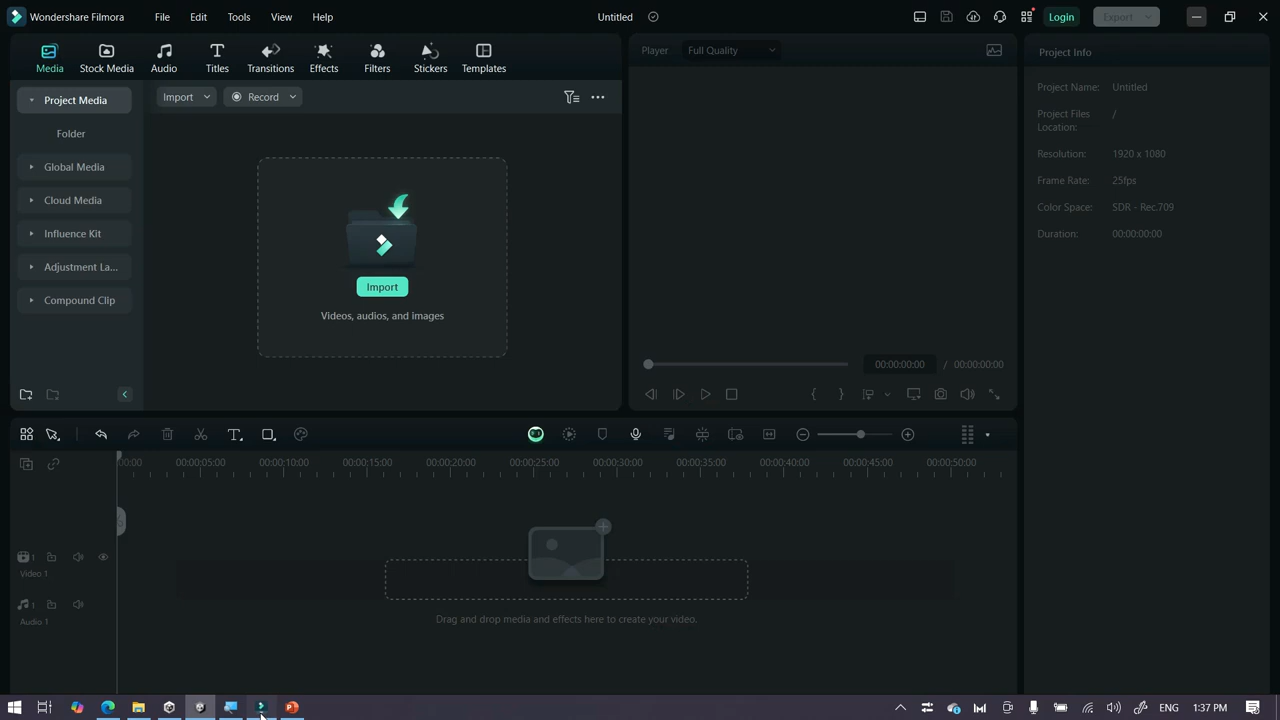 Wondershare Filmora File Edit Tools View Help Untitled Login Export
Media Stock Media Audio Titles Transitions Effects Filters Stickers Templates
Player Full Quality
Project Info
Project Media
Import Record
Project Name: Untitled
Folder
Project Files Location: /
Global Media
Resolution: 1920 x 1080
Frame Rate: 25fps
Cloud Media
Color Space: SDR - Rec.709
Influence Kit
Duration: 00:00:00:00
Adjustment La...
Import
Compound Clip
Videos, audios, and images
00:00:00:00 / 00:00:00:00
:00:00 00:00:05:00 00:00:10:00 00:00:15:00 00:00:20:00 00:00:25:00 00:00:30:00 00:00:35:00 00:00:40:00 00:00:45:00 00:00:50:00
1
Video 1
1
Audio 1
Drag and drop media and effects here to create your video.
ENG 1:37 PM